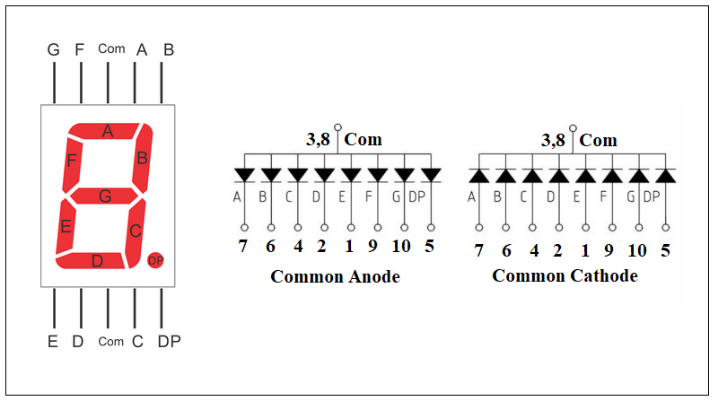 G F Com A B
A
F
B
G
E
C
D
DP
E D Com C DP
3,8 Com
A B C D E F G DP
7 6 4 2 1 9 10 5
Common Anode
3,8 Com
A B C D E F G DP
7 6 4 2 1 9 10 5
Common Cathode